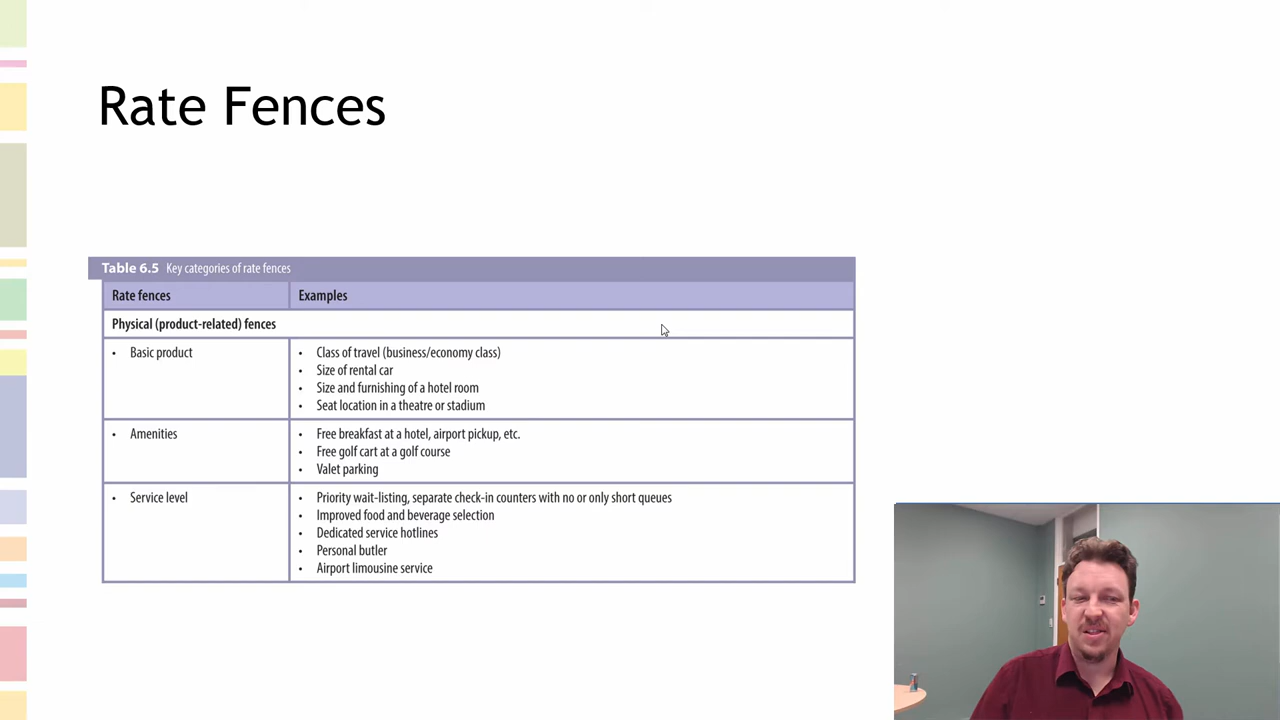 Rate Fences
Table 6.5 Key categories of rate fences
Rate fences Examples
Physical (product-related) fences
• Basic product • Class of travel (business/economy class)
• Size of rental car
• Size and furnishing of a hotel room
• Seat location in a theatre or stadium
• Amenities • Free breakfast at a hotel, airport pickup, etc.
• Free golf cart at a golf course
• Valet parking
• Service level • Priority wait-listing, separate check-in counters with no or only short queues
• Improved food and beverage selection
• Dedicated service hotlines
• Personal butler
• Airport limousine service